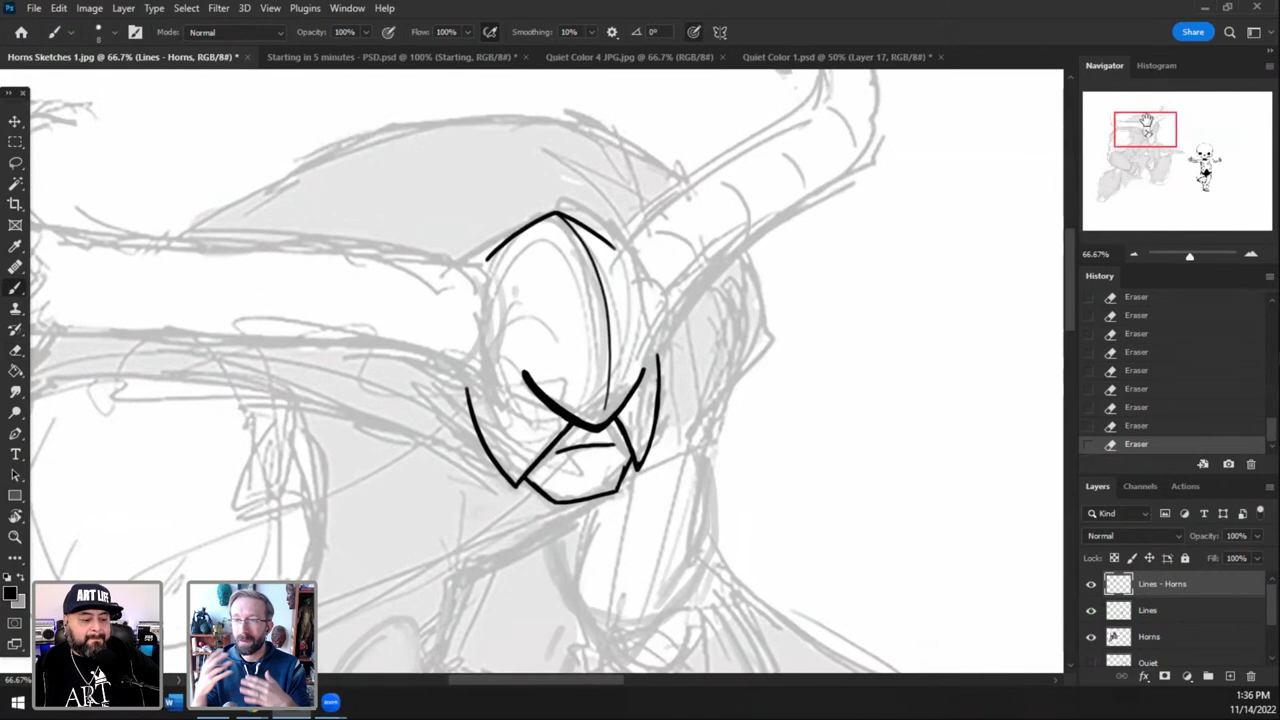 Ps File Edit Image Layer Type Select Filter 3D View Plugins Window Help
8 Mode: Normal Opacity: 100% Flow: 100% Smoothing: 10% 0° Share
Horns Sketches 1.jpg @ 66.7% (Lines - Horns, RGB/8#) * × Starting in 5 minutes - PSD.psd @ 100% (Starting, RGB/8#) * × Quiet Color 4 JPG.jpg @ 66.7% (RGB/8#) × Quiet Color 1.psd @ 50% (Layer 17, RGB/8#) * ×
Navigator Histogram
66.67%
History
Eraser
Eraser
Eraser
Eraser
Eraser
Eraser
Eraser
Eraser
Eraser
Layers Channels Actions
Kind
Normal Opacity: 100%
Lock: Fill: 100%
Lines - Horns
Lines
Horns
Quiet
ART LIFE
ART
66.67%
W zoom
1:36 PM
11/14/2022